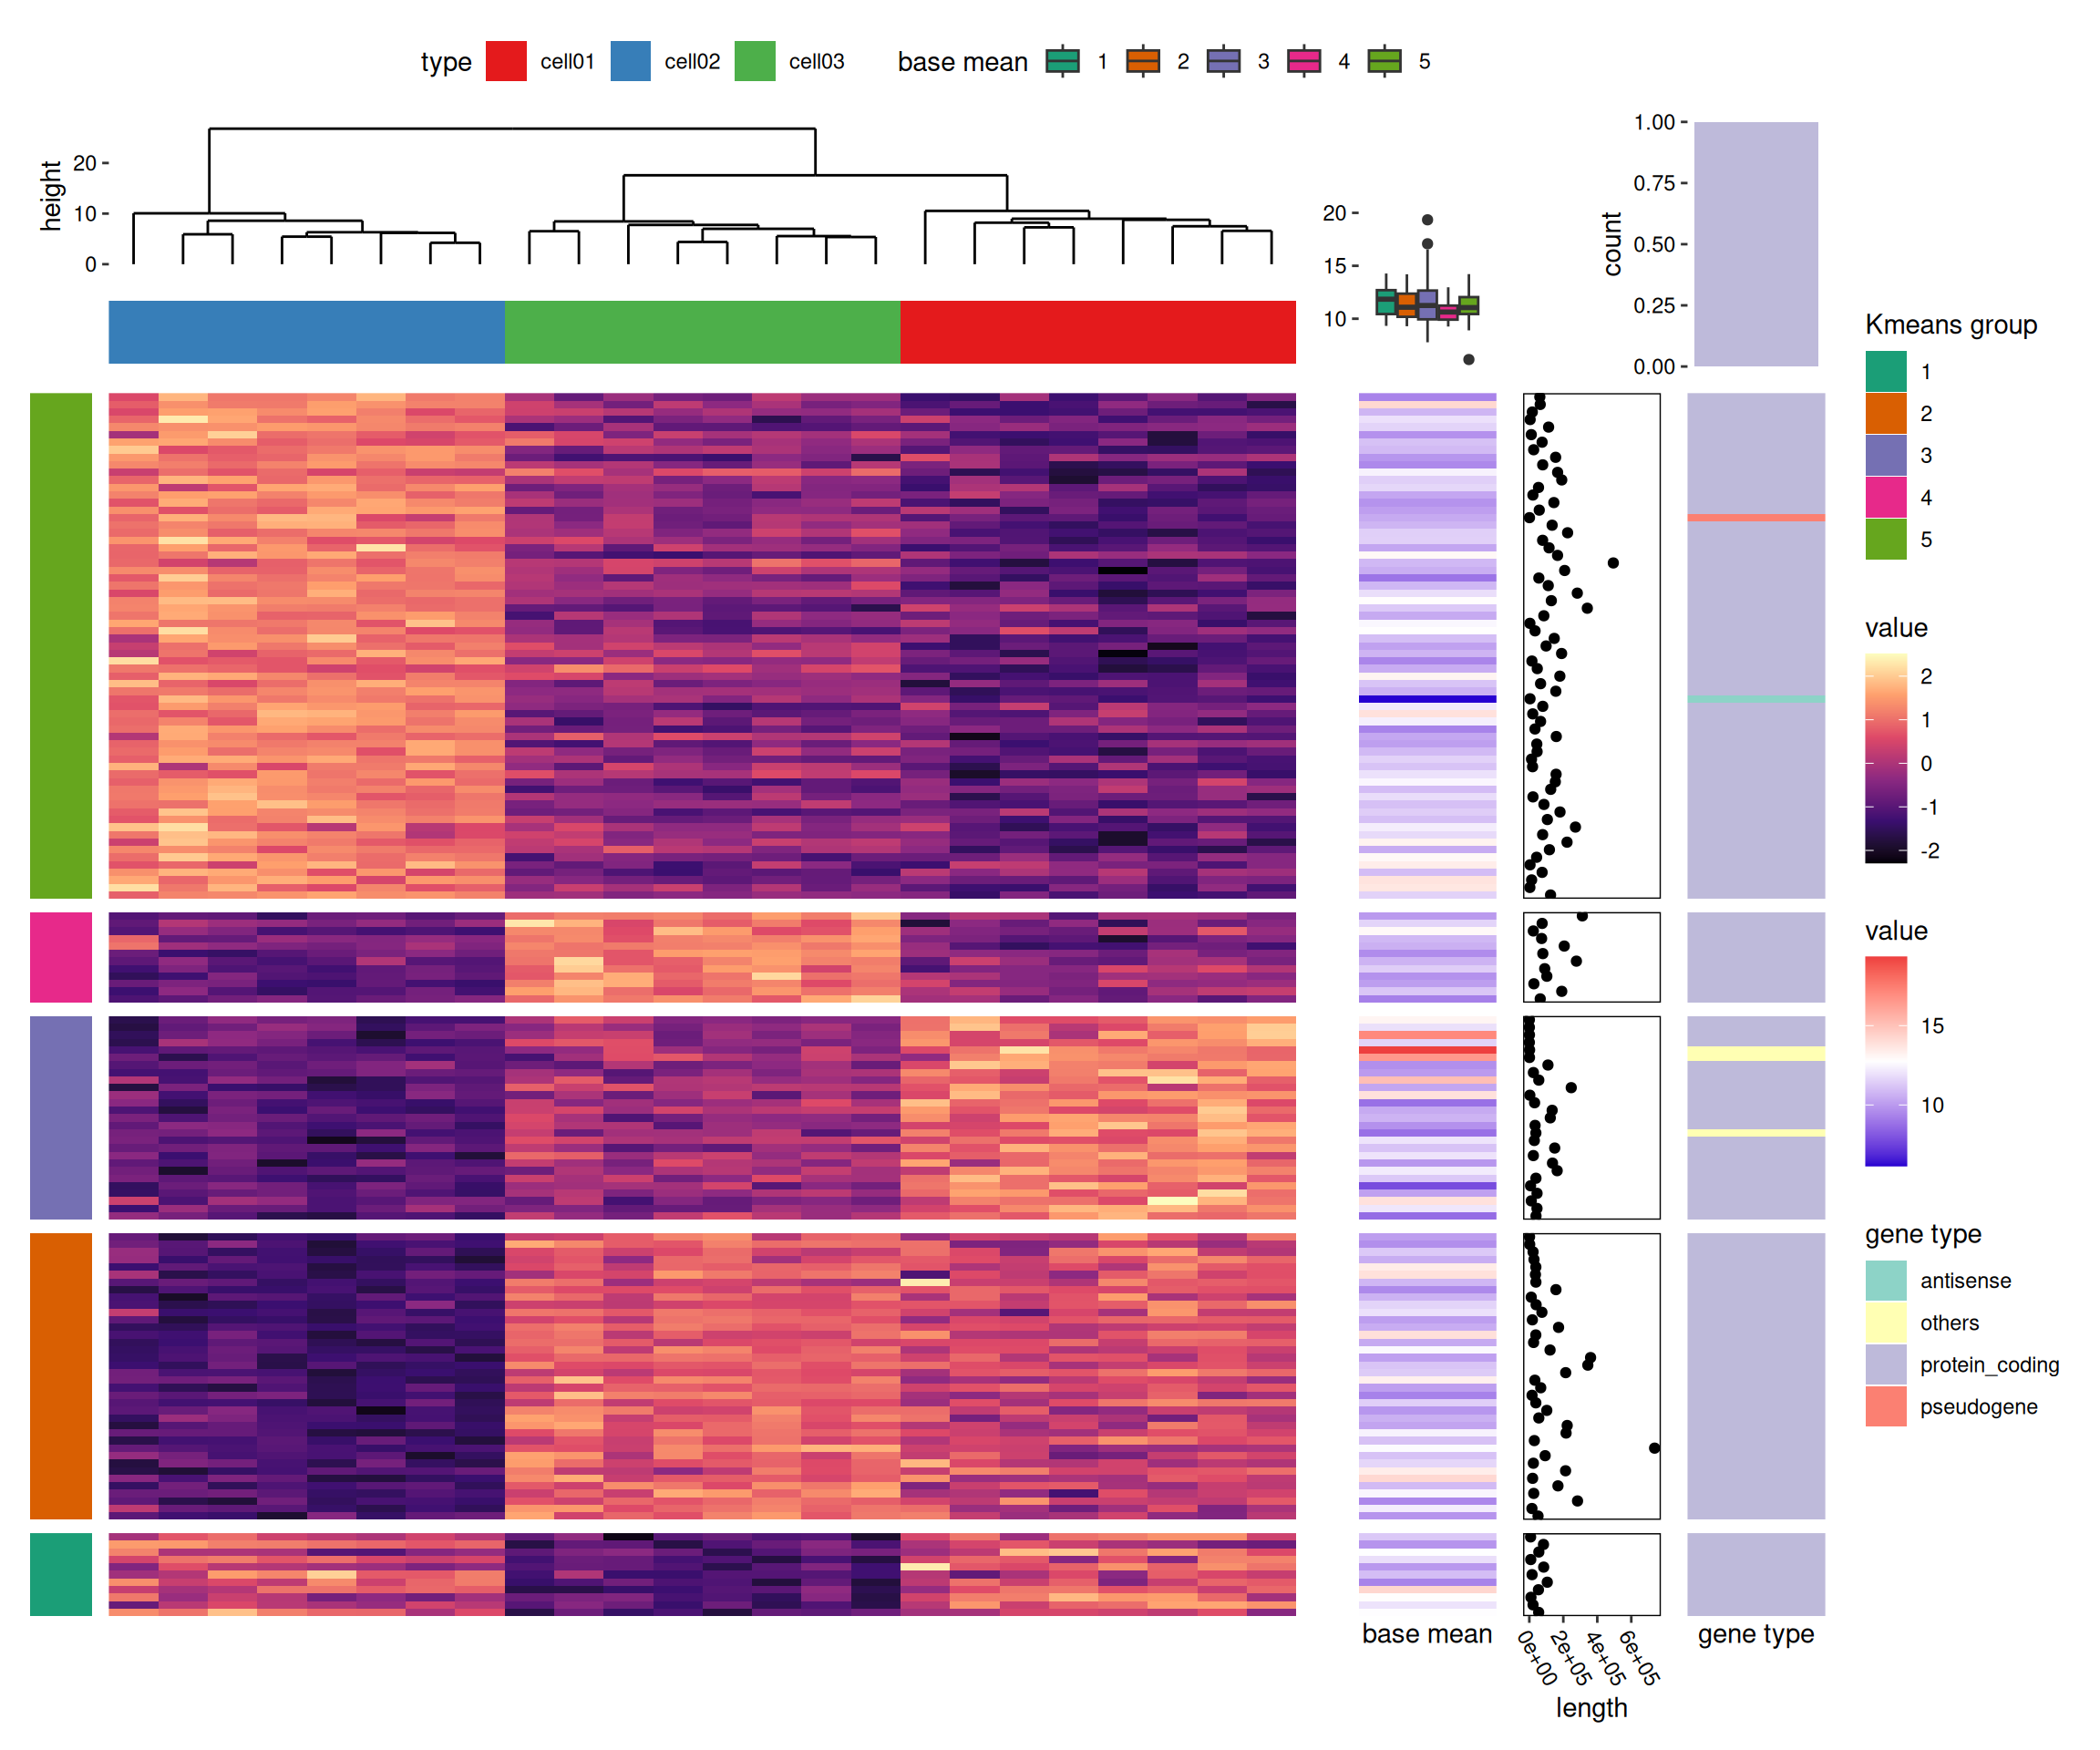 type cell01 cell02 cell03 base mean 1 2 3 4 5
height
20
10
0
20
15
10
count
1.00
0.75
0.50
0.25
0.00
Kmeans group
1
2
3
4
5
value
2
1
0
-1
-2
value
15
10
gene type
antisense
others
protein_coding
pseudogene
base mean
0e+00 2e+05 4e+05 6e+05
length
gene type